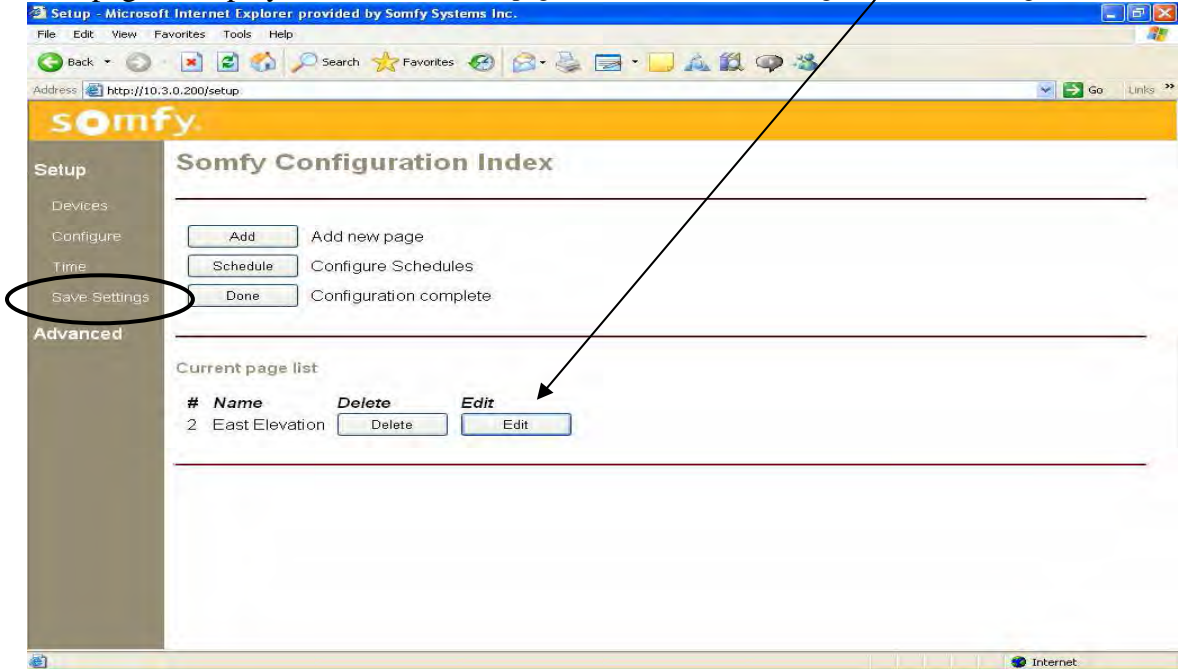 Setup - Microsoft Internet Explorer provided by Somfy Systems Inc.
File Edit View Favorites Tools Help
Back Search Favorites
Address http://10.3.0.200/setup Go Links »
somfy.
Setup
Devices
Configure
Time
Save Settings
Advanced
Somfy Configuration Index
Add Add new page
Schedule Configure Schedules
Done Configuration complete
Current page list
# Name Delete Edit
2 East Elevation Delete Edit
Internet